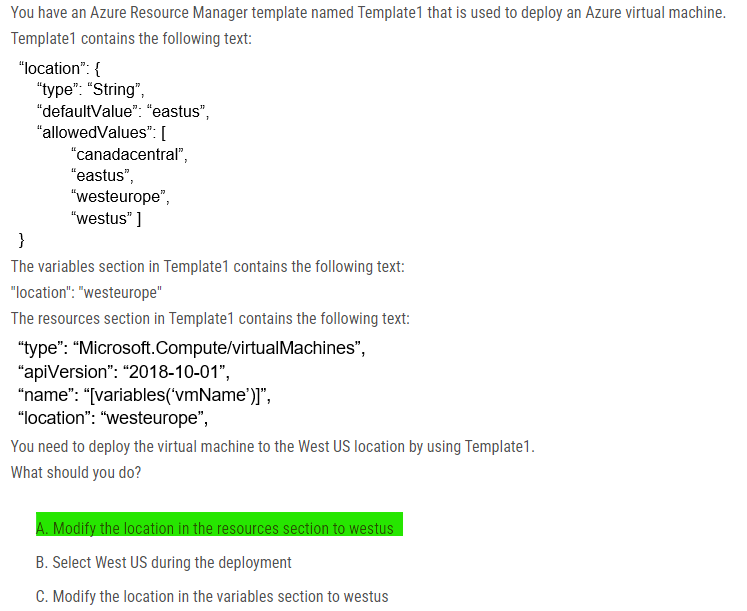 You have an Azure Resource Manager template named Template1 that is used to deploy an Azure virtual machine.
Template1 contains the following text:
“location”: {
“type”: “String”,
“defaultValue”: “eastus”,
“allowedValues”: [
“canadacentral”,
“eastus”,
“westeurope”,
“westus” ]
}
The variables section in Template1 contains the following text:
"location": "westeurope"
The resources section in Template1 contains the following text:
“type”: “Microsoft.Compute/virtualMachines”,
“apiVersion”: “2018-10-01”,
“name”: “[variables(‘vmName’)]”,
“location”: “westeurope”,
You need to deploy the virtual machine to the West US location by using Template1.
What should you do?
A. Modify the location in the resources section to westus
B. Select West US during the deployment
C. Modify the location in the variables section to westus